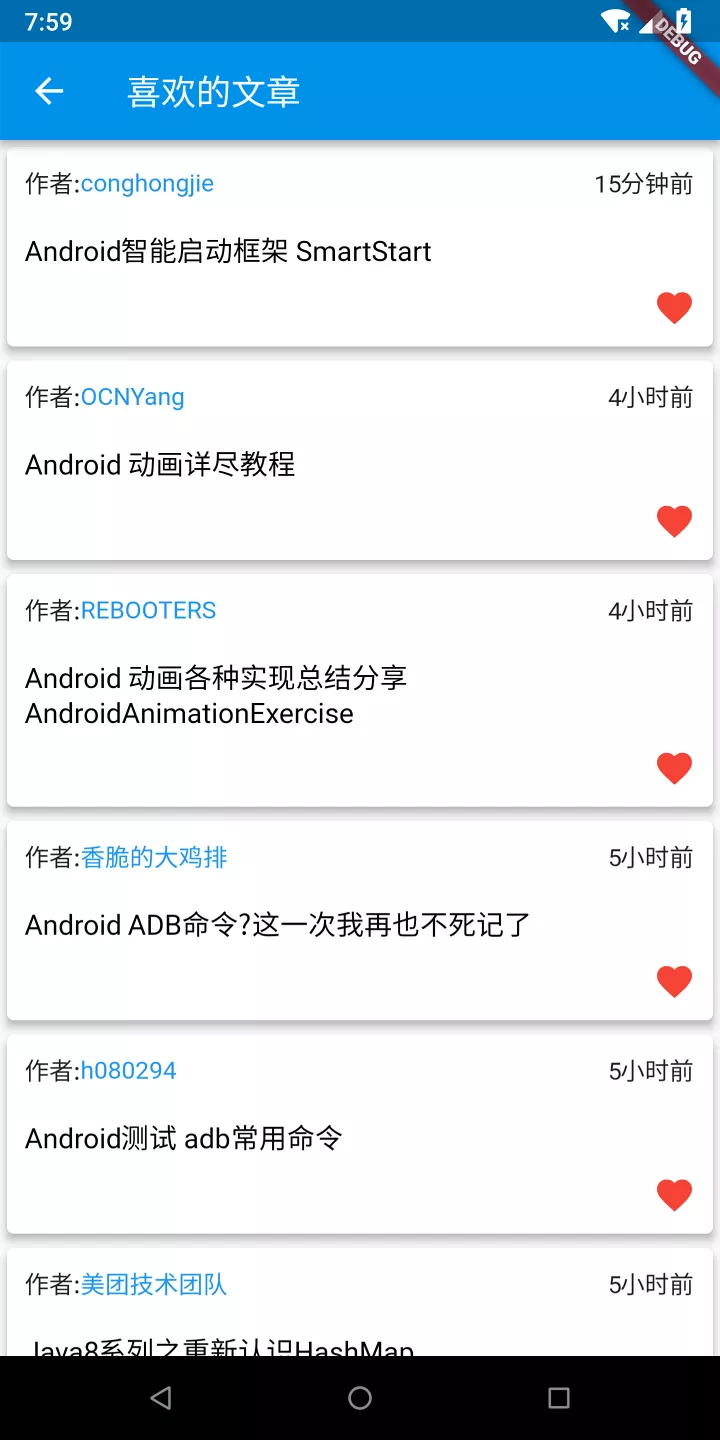 7:59
DEBUG
喜欢的文章
作者:conghongjie 15分钟前
Android智能启动框架 SmartStart
作者:OCNYang 4小时前
Android 动画详尽教程
作者:REBOOTERS 4小时前
Android 动画各种实现总结分享
AndroidAnimationExercise
作者:香脆的大鸡排 5小时前
Android ADB命令?这一次我再也不死记了
作者:h080294 5小时前
Android测试 adb常用命令
作者:美团技术团队 5小时前
Java8系列之重新认识HashMap